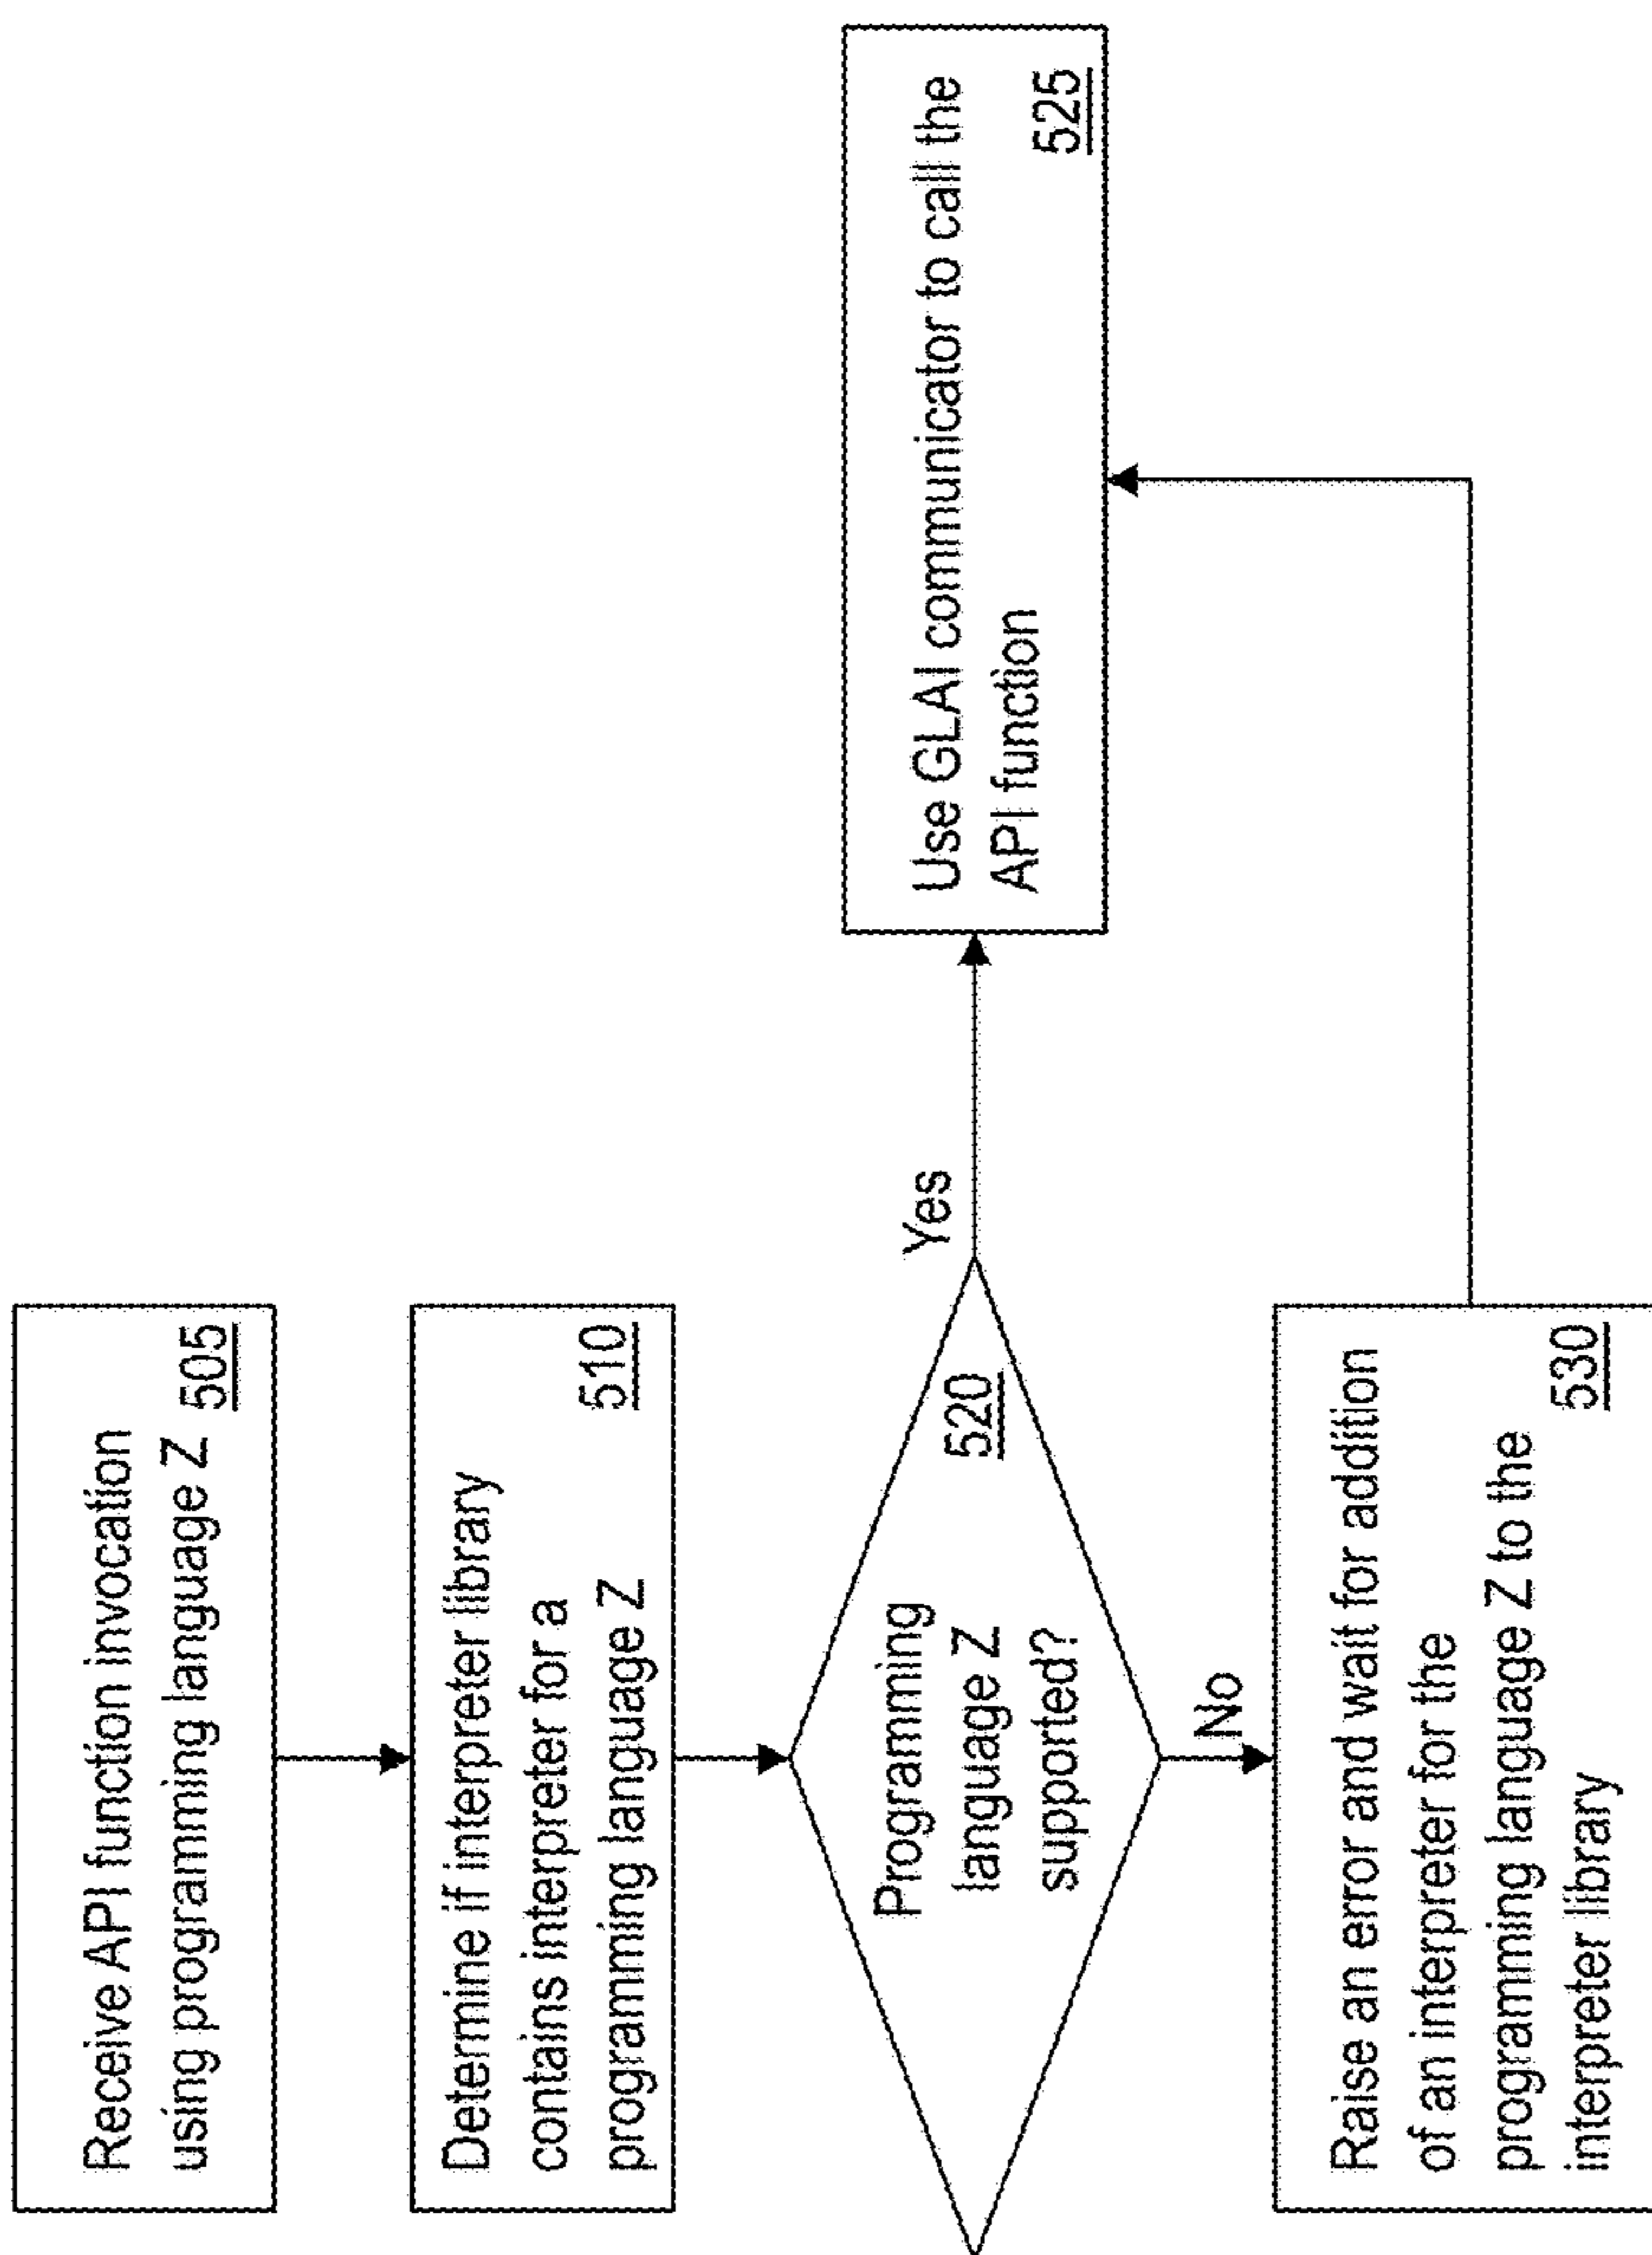 Receive API function invocation
using programming language Z 505
Determine if interpreter library
contains interpreter for a
programming language Z
510
Programming
language Z
supported?
520
Yes
Use GLAI communicator to call the
API function
525
No
Raise an error and wait for addition
of an interpreter for the
programming language Z to the
interpreter library
530